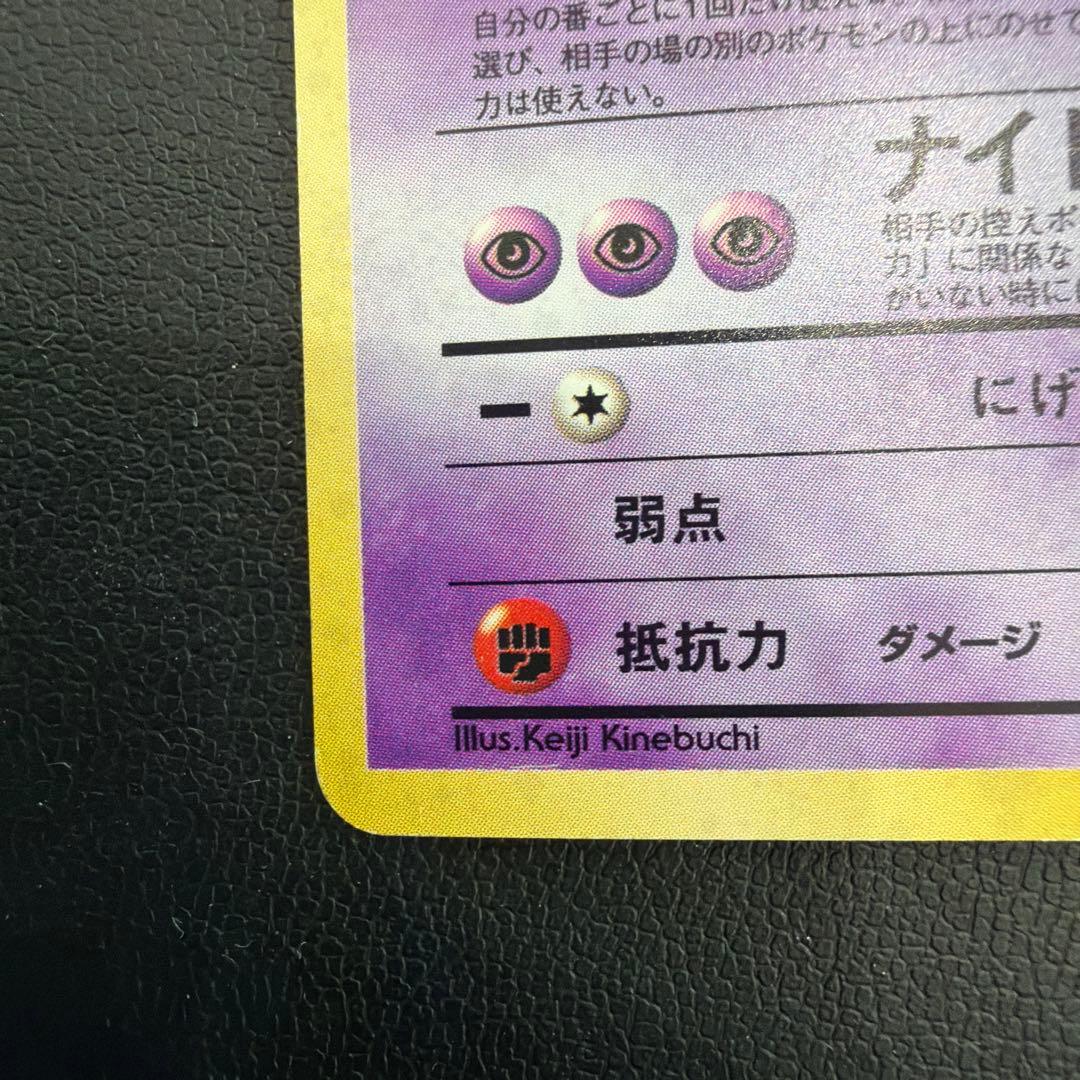 自分の番ごとに1回だけ使え
選び、相手の場の別のポケモンの上にのせて
力は使えない。
ナイト
相手の控えポ
力」に関係な
がいない特に
にげ
弱点
抵抗力 ダメージ
Illus.Keiji Kinebuchi